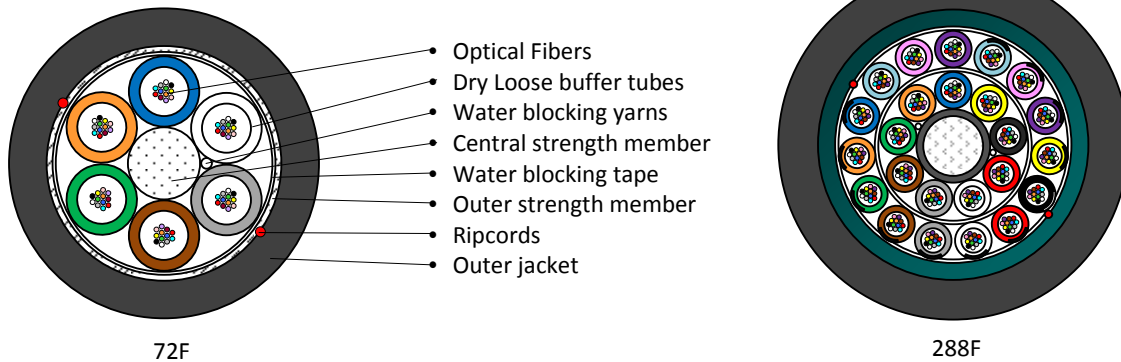 Optical Fibers
Dry Loose buffer tubes
Water blocking yarns
Central strength member
Water blocking tape
Outer strength member
Ripcords
Outer jacket
72F
288F